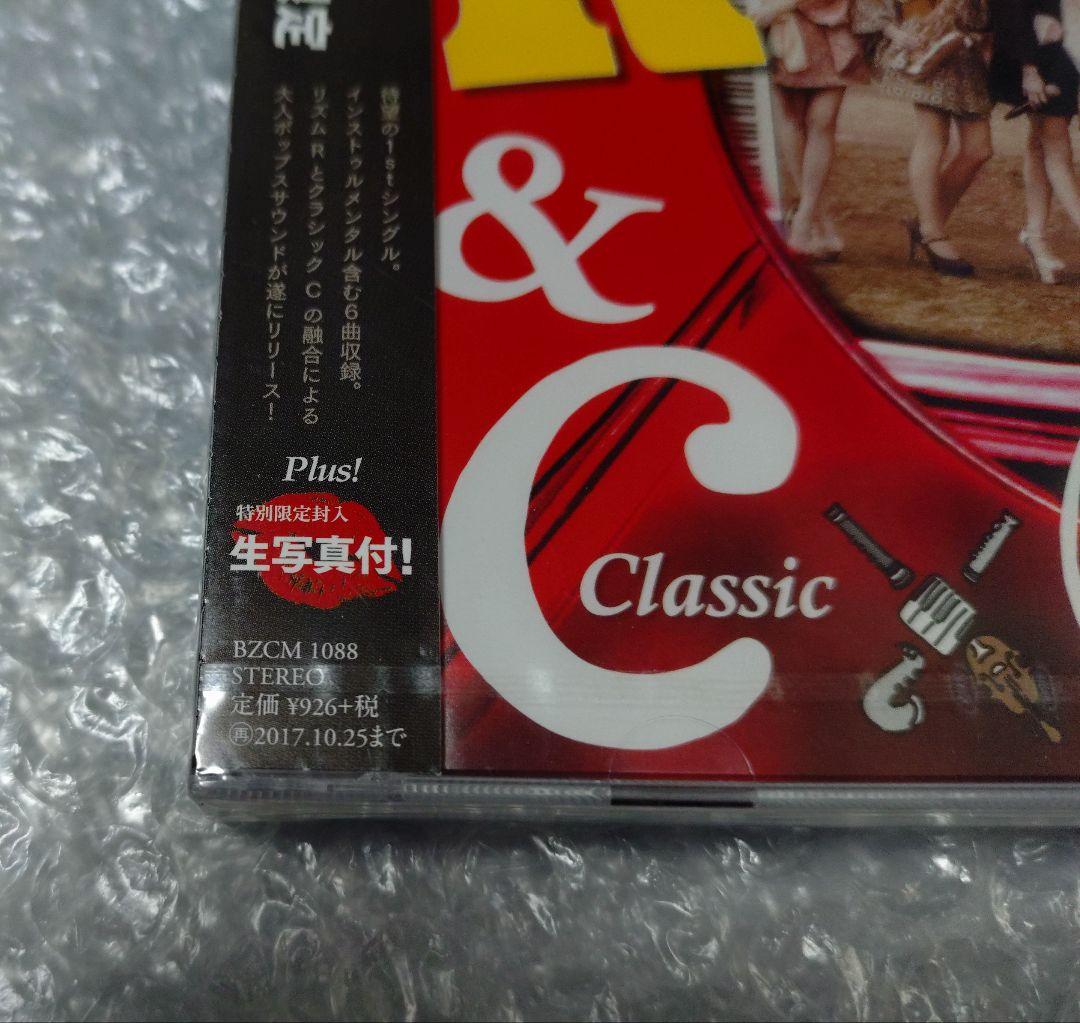 定
待望の1stシングル。
インストゥルメンタル含む6曲収録。
リズムRとクラシックCの融合による
大人ポップスサウンドが遂にリリース！
Plus!
特別限定封入
生写真付!
BZCM 1088
STEREO
定価 ¥926+税
再2017.10.25まで
R
&
C
Classic